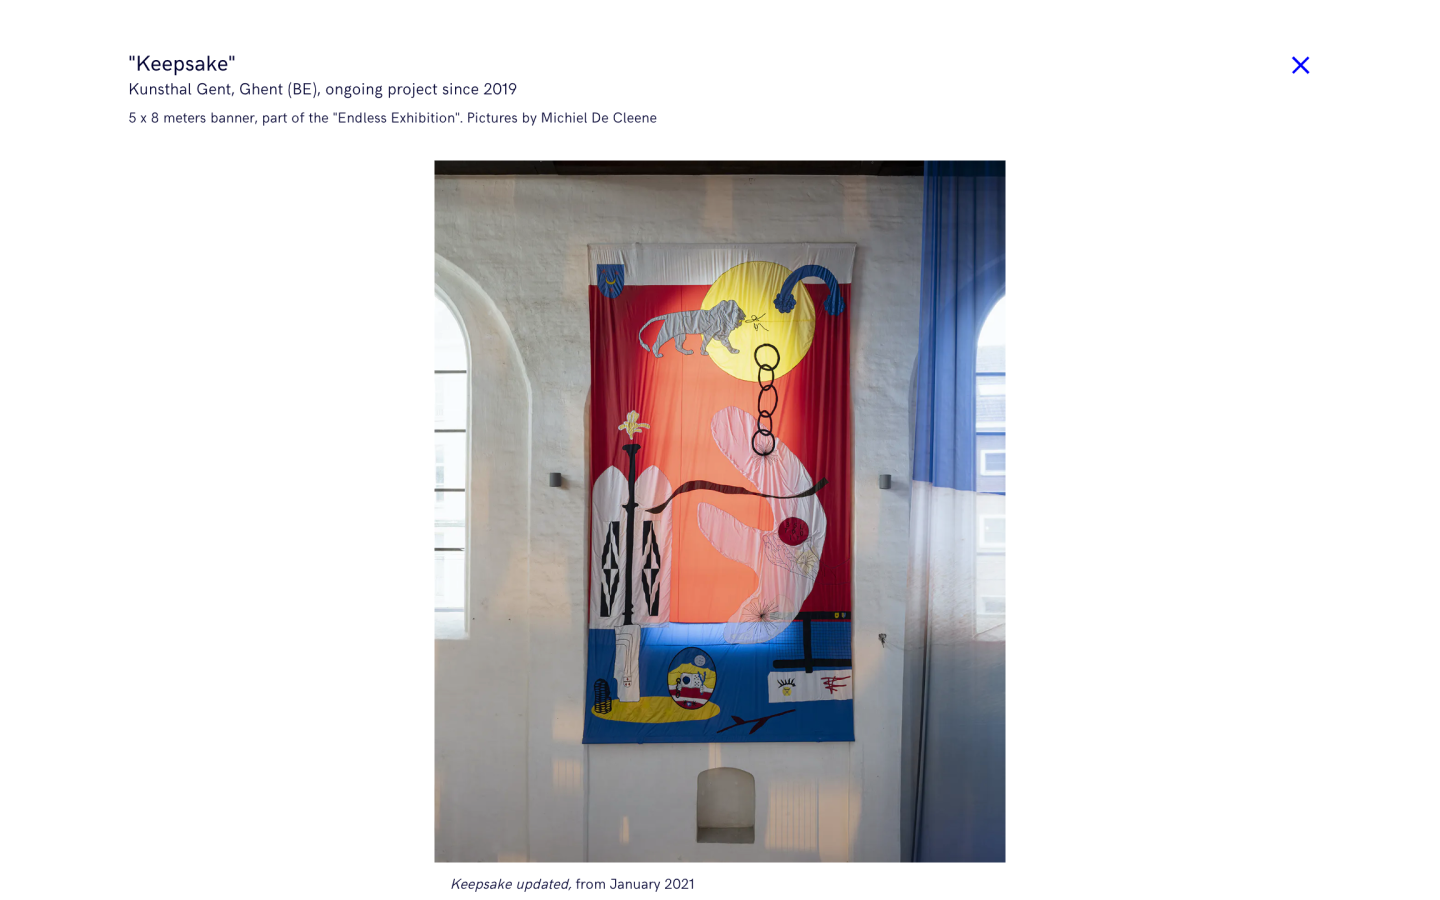 "Keepsake"
Kunsthal Gent, Ghent (BE), ongoing project since 2019
5 x 8 meters banner, part of the "Endless Exhibition". Pictures by Michiel De Cleene
Keepsake updated, from January 2021